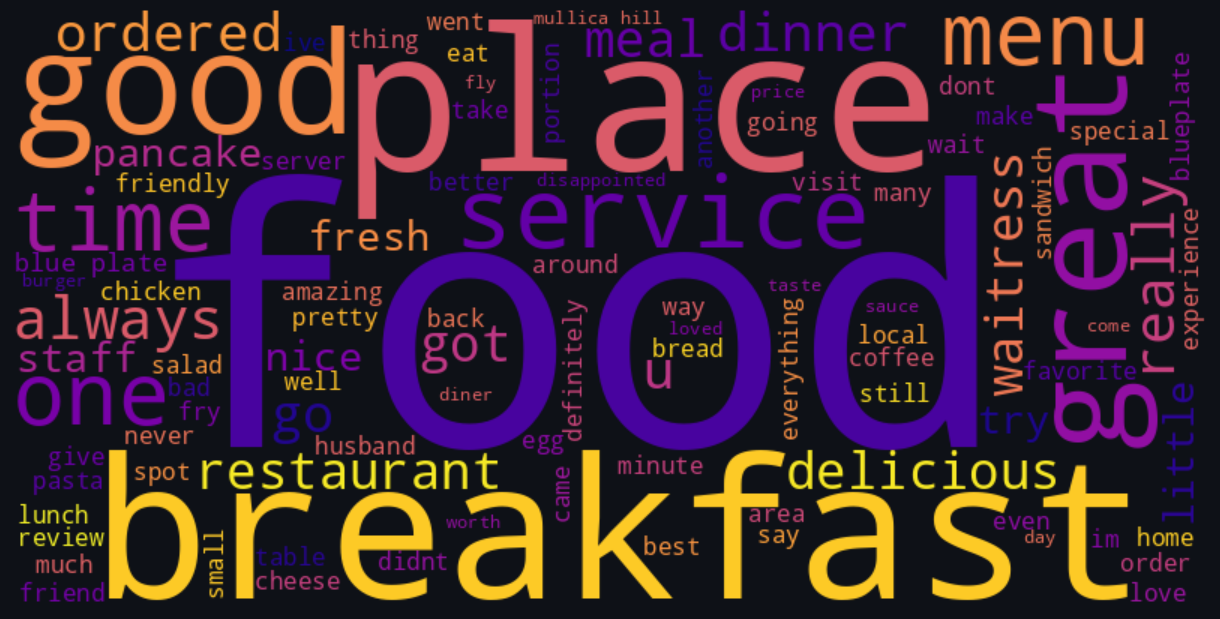 ordered
ive
thing
went
mullica hill
meal
dinner
menu
good
place
eat
fly
take
portion
another
price
going
dont
make
great
special
blueplate
wait
pancake
server
friendly
better
disappointed
visit
many
waitress
sandwich
really
time
food
fresh
service
experience
blue plate
burger
chicken
amazing
around
taste
always
pretty
back
got
definitely
way
loved
bread
everything
sauce
local
coffee
come
staff
salad
nice
u
favorite
one
bad
fry
well
go
diner
still
try
little
never
husband
egg
give
pasta
spot
restaurant
came
minute
delicious
breakfast
lunch
review
much
friend
small
table
cheese
didnt
worth
best
area
say
even
day
im
home
order
love